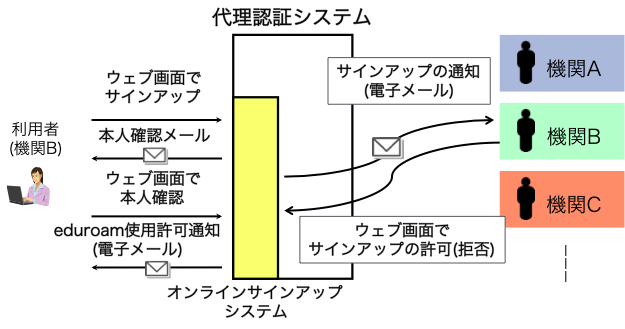 代理認証システム
ウェブ画面で
サインアップ
利用者
(機関B)
本人確認メール
ウェブ画面で
本人確認
eduroam使用許可通知
(電子メール)
オンラインサインアップ
システム
サインアップの通知
(電子メール)
ウェブ画面で
サインアップの許可(拒否)
機関A
機関B
機関C